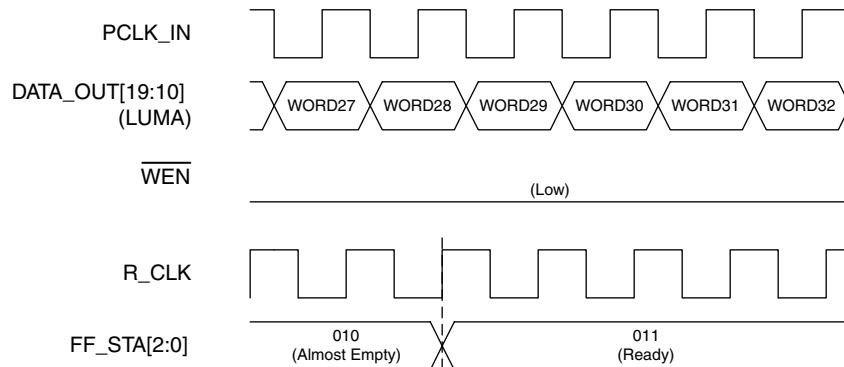 PCLK_IN
DATA_OUT[19:10]
(LUMA)
WORD27 WORD28 WORD29 WORD30 WORD31 WORD32
WEN
(Low)
R_CLK
FF_STA[2:0]
010
(Almost Empty)
011
(Ready)